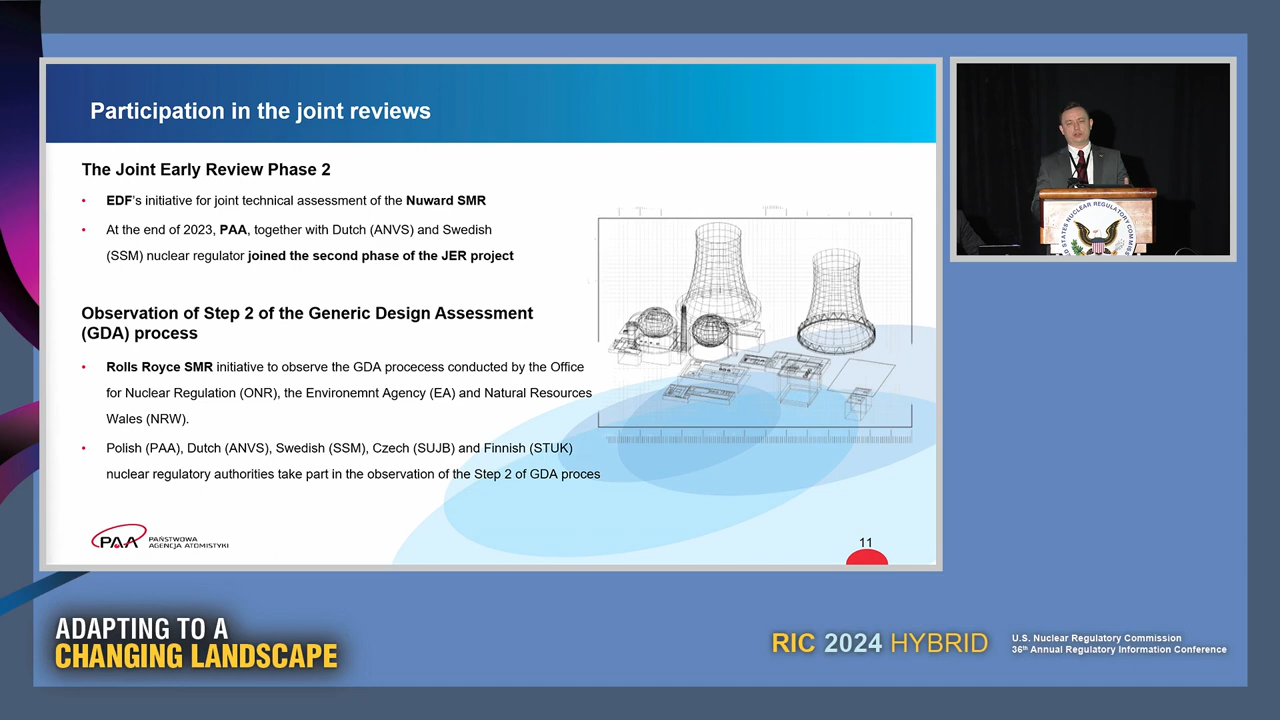 Participation in the joint reviews
The Joint Early Review Phase 2
• EDF's initiative for joint technical assessment of the Nuward SMR
• At the end of 2023, PAA, together with Dutch (ANVS) and Swedish
(SSM) nuclear regulator joined the second phase of the JER project
Observation of Step 2 of the Generic Design Assessment
(GDA) process
• Rolls Royce SMR initiative to observe the GDA procecess conducted by the Office
for Nuclear Regulation (ONR), the Environemnt Agency (EA) and Natural Resources
Wales (NRW).
• Polish (PAA), Dutch (ANVS), Swedish (SSM), Czech (SUJB) and Finnish (STUK)
nuclear regulatory authorities take part in the observation of the Step 2 of GDA proces
PAA PAŃSTWOWA
AGENCJA ATOMISTYKI
11
STATES NUCLEAR REGULATORY COMMISS
ADAPTING TO A
CHANGING LANDSCAPE
RIC 2024 HYBRID
U.S. Nuclear Regulatory Commission
36th Annual Regulatory Information Conference